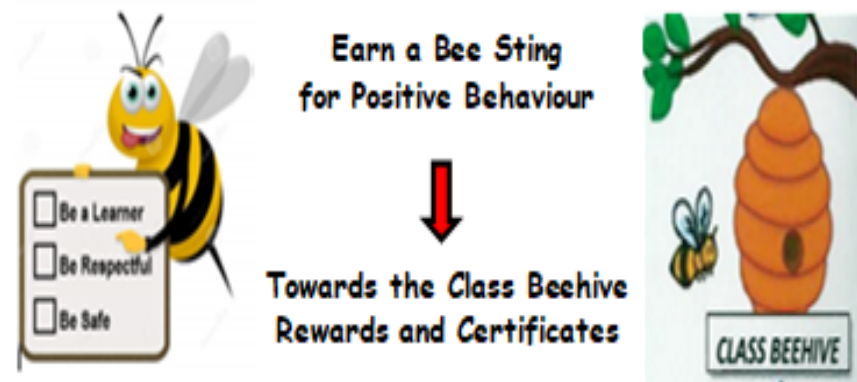 Earn a Bee Sting
for Positive Behaviour
Be a Learner
Be Respectful
Be Safe
Towards the Class Beehive
Rewards and Certificates
CLASS BEEHIVE